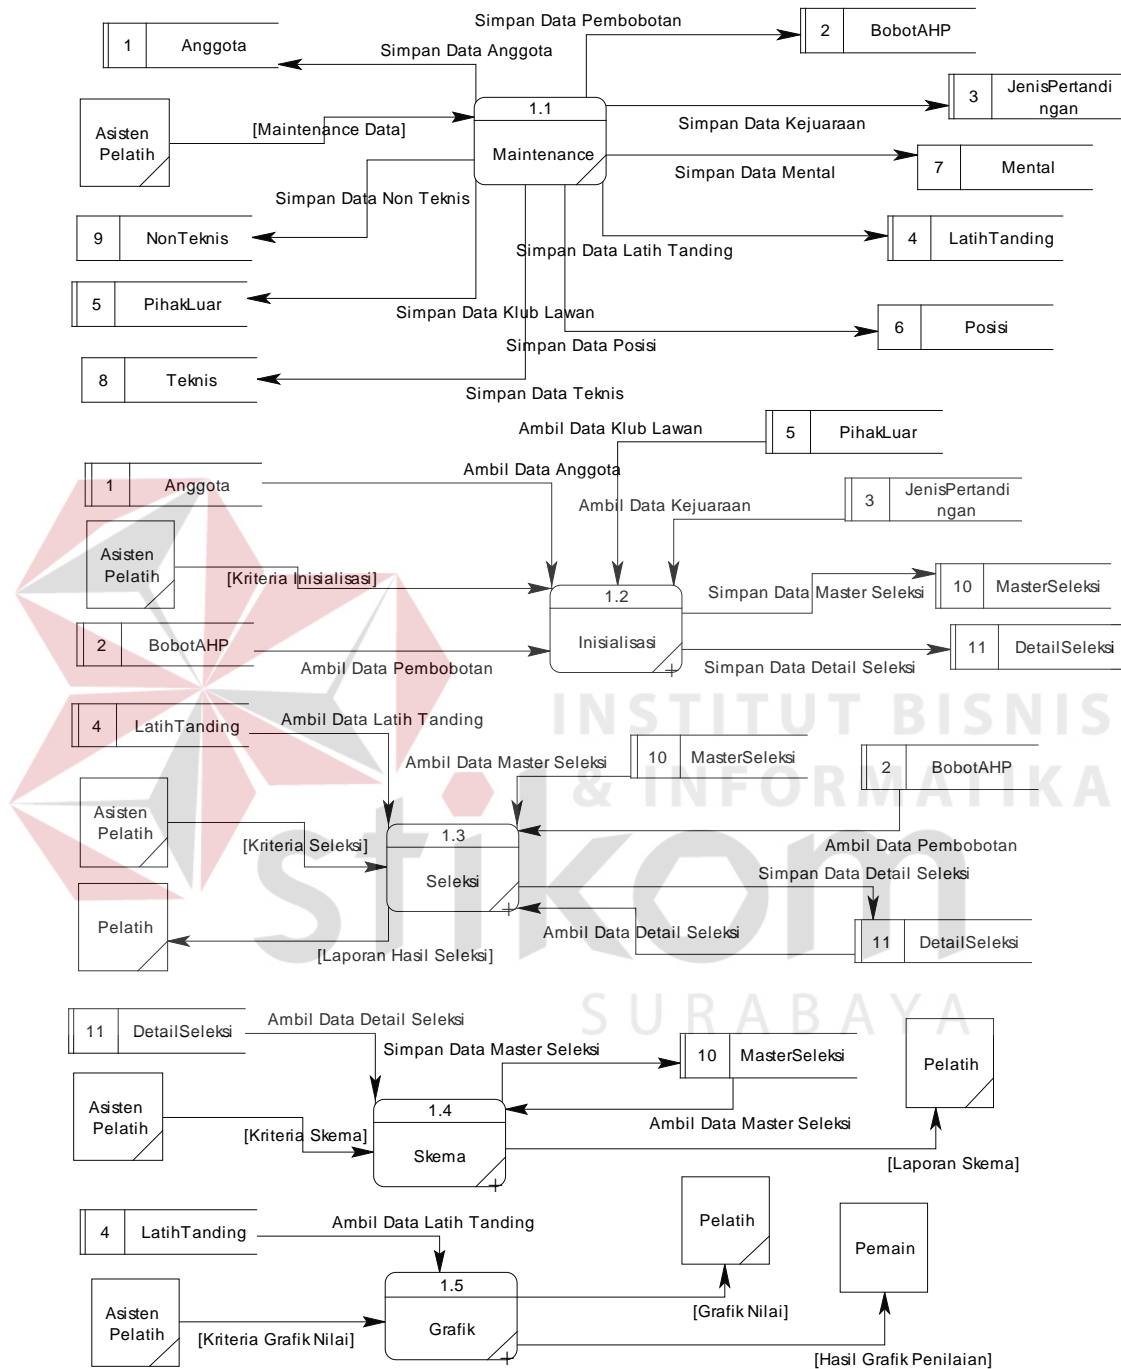 Simpan Data Pembobotan
2 BobotAHP
1 Anggota
Simpan Data Anggota
1.1
Maintenance
3 JenisPertandi
ngan
Simpan Data Kejuaraan
Asisten
Pelatih
[Maintenance Data]
7 Mental
Simpan Data Mental
Simpan Data Non Teknis
9 NonTeknis
4 LatihTanding
Simpan Data Latih Tanding
5 PihakLuar
Simpan Data Klub Lawan
6 Posisi
Simpan Data Posisi
8 Teknis
Simpan Data Teknis
Ambil Data Klub Lawan
5 PihakLuar
Ambil Data Anggota
1 Anggota
Ambil Data Kejuaraan
3 JenisPertandi
ngan
Asisten
Pelatih
[Kriteria Inisialisasi]
1.2
Inisialisasi
Simpan Data Master Seleksi
10 MasterSeleksi
2 BobotAHP
Ambil Data Pembobotan
Simpan Data Detail Seleksi
11 DetailSeleksi
INSTITUT BISNIS
& INFORMATIKA
stikom
SURABAYA
4 LatihTanding
Ambil Data Latih Tanding
Ambil Data Master Seleksi
10 MasterSeleksi
2 BobotAHP
Asisten
Pelatih
[Kriteria Seleksi]
1.3
Seleksi
Ambil Data Pembobotan
Simpan Data Detail Seleksi
Pelatih
[Laporan Hasil Seleksi]
Ambil Data Detail Seleksi
11 DetailSeleksi
11 DetailSeleksi
Ambil Data Detail Seleksi
Simpan Data Master Seleksi
10 MasterSeleksi
Pelatih
Asisten
Pelatih
[Kriteria Skema]
1.4
Skema
Ambil Data Master Seleksi
[Laporan Skema]
4 LatihTanding
Ambil Data Latih Tanding
Pelatih
Pemain
Asisten
Pelatih
[Kriteria Grafik Nilai]
1.5
Grafik
[Grafik Nilai]
[Hasil Grafik Penilaian]